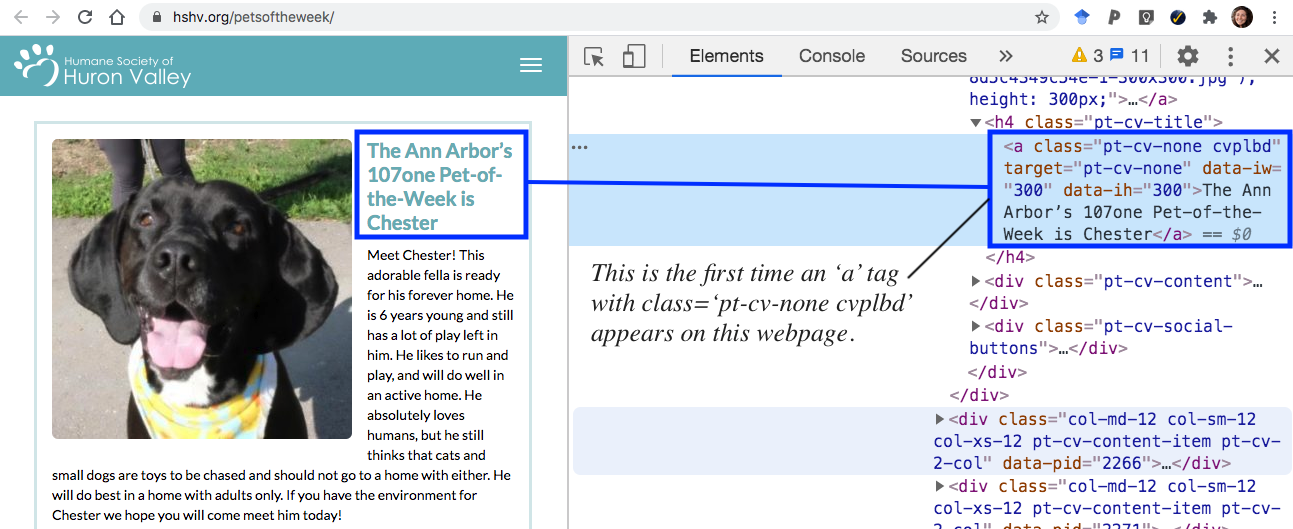 hshv.org/petsoftheweek/
Humane Society of
Huron Valley
The Ann Arbor’s
107one Pet-of-
the-Week is
Chester
Meet Chester! This
adorable fella is ready
for his forever home. He
is 6 years young and still
has a lot of play left in
him. He likes to run and
play, and will do well in
an active home. He
absolutely loves
humans, but he still
thinks that cats and
small dogs are toys to be chased and should not go to a home with either. He
will do best in a home with adults only. If you have the environment for
Chester we hope you will come meet him today!
Elements Console Sources » 3 11
8d5c4349c54e-1-300x300.jpg");
height: 300px;">…</a>
▼<h4 class="pt-cv-title">
… <a class="pt-cv-none cvplbd"
target="pt-cv-none" data-iw=
"300" data-ih="300">The Ann
Arbor’s 107one Pet-of-the-
Week is Chester</a> == $0
</h4>
▶<div class="pt-cv-content">…
</div>
▶<div class="pt-cv-social-
buttons">…</div>
</div>
</div>
▶<div class="col-md-12 col-sm-12
col-xs-12 pt-cv-content-item pt-cv-
2-col" data-pid="2266">…</div>
▶<div class="col-md-12 col-sm-12
col-xs-12 pt-cv-content-item pt-cv-
2-col" data-pid="2271">…</div>
This is the first time an ‘a’ tag
with class=‘pt-cv-none cvplbd’
appears on this webpage.